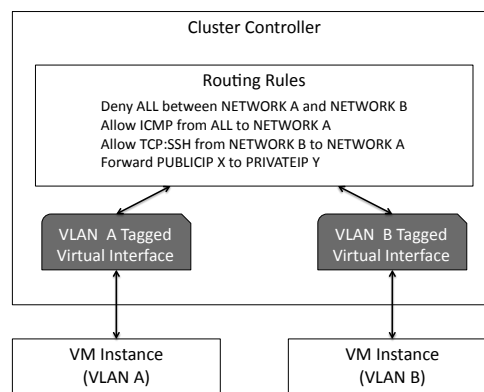 Cluster Controller
Routing Rules
Deny ALL between NETWORK A and NETWORK B
Allow ICMP from ALL to NETWORK A
Allow TCP:SSH from NETWORK B to NETWORK A
Forward PUBLICIP X to PRIVATEIP Y
VLAN A Tagged
Virtual Interface
VLAN B Tagged
Virtual Interface
VM Instance
(VLAN A)
VM Instance
(VLAN B)